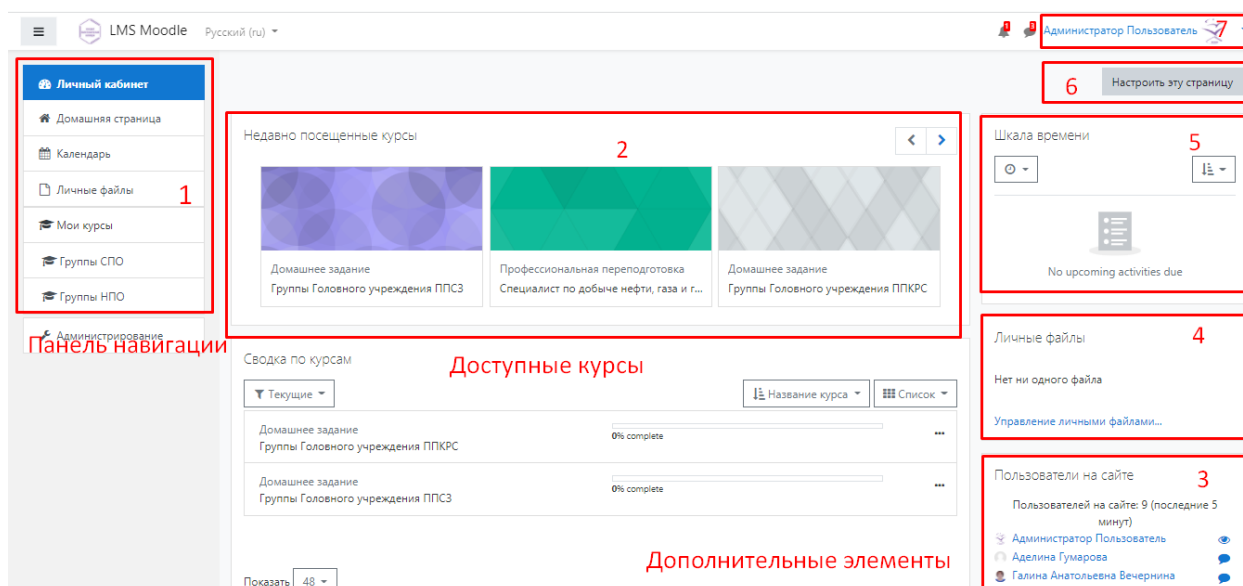 LMS Moodle Русский (ru)
1 3 Администратор Пользователь 7
Личный кабинет
Домашняя страница
Календарь
Личные файлы
1
Мои курсы
Группы СПО
Группы НПО
Администрирование
Панель навигации
6 Настроить эту страницу
Недавно посещенные курсы
2
Домашнее задание
Группы Головного учреждения ППСЗ
Профессиональная переподготовка
Специалист по добыче нефти, газа и г...
Домашнее задание
Группы Головного учреждения ППКРС
Доступные курсы
Сводка по курсам
Текущие
Название курса
Список
Домашнее задание
Группы Головного учреждения ППКРС
0% complete
Домашнее задание
Группы Головного учреждения ППСЗ
0% complete
Дополнительные элементы
Показать 48
Шкала времени
5
No upcoming activities due
Личные файлы
4
Нет ни одного файла
Управление личными файлами...
Пользователи на сайте
3
Пользователей на сайте: 9 (последние 5
минут)
Администратор Пользователь
Аделина Гумарова
Галина Анатольевна Вечернина